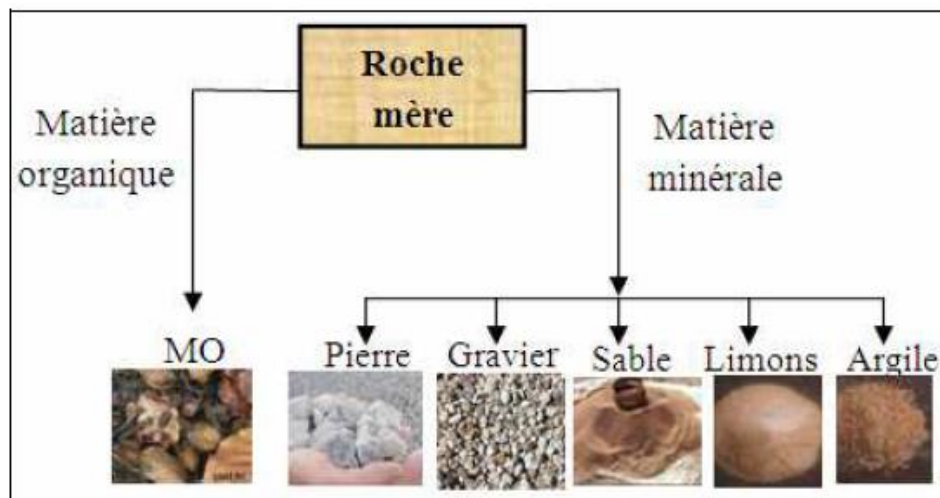 Roche
mère
Matière
organique
Matière
minérale
MO
Pierre
Gravier
Sable
Limons
Argile